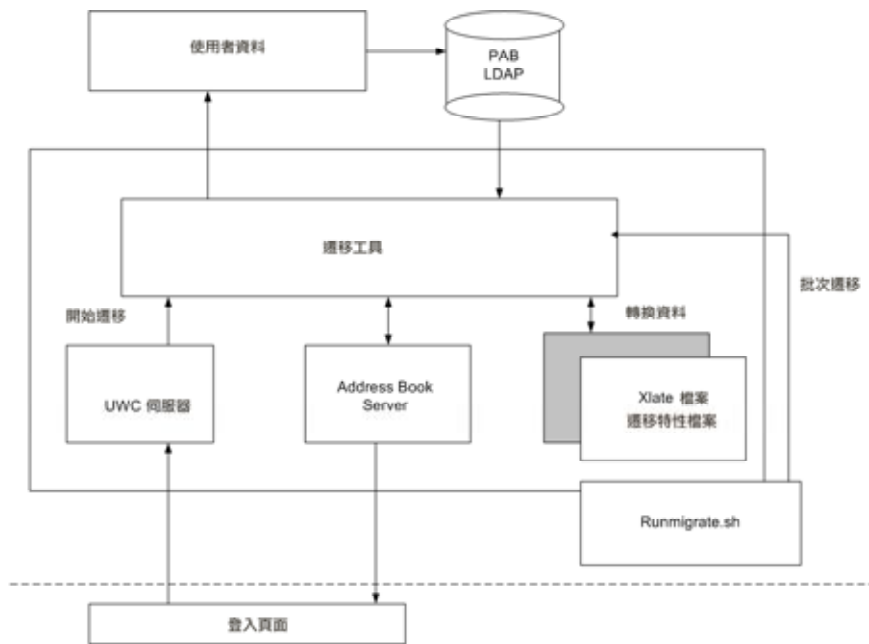 使用者資料
PAB
LDAP
遷移工具
批次遷移
開始遷移
轉換資料
UWC 伺服器
Address Book
Server
Xlate 檔案
遷移特性檔案
Runmigrate.sh
登入頁面